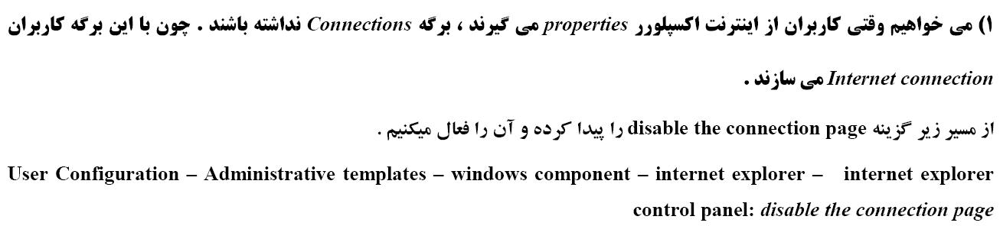 ۱) می خواهیم وقتی کاربران از اینترنت اکسپلورر properties می گیرند ، برگه Connections نداشته باشند . چون با این برگه کاربران
Internet connection می سازند .
از مسیر زیر گزینه disable the connection page را پیدا کرده و آن را فعال میکنیم .
User Configuration – Administrative templates – windows component – internet explorer – internet explorer
control panel: disable the connection page